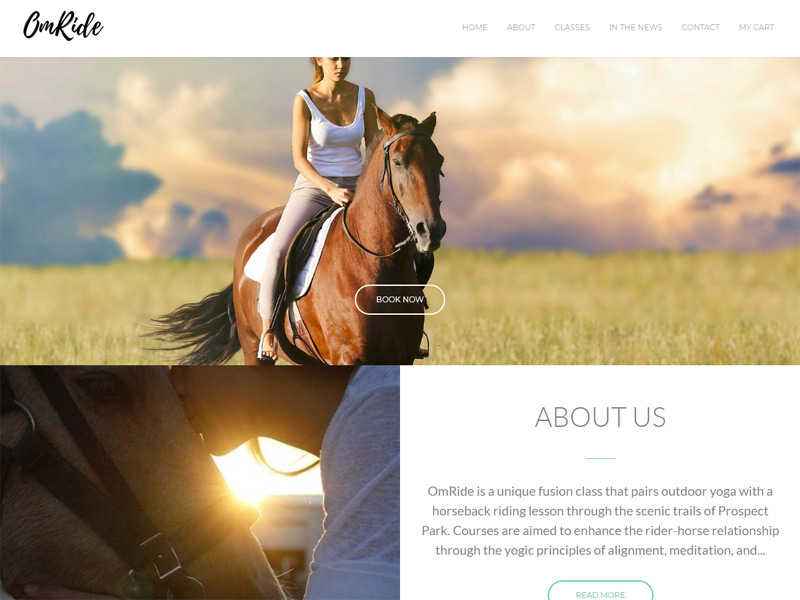 OmRide
HOME ABOUT CLASSES IN THE NEWS CONTACT MY CART
BOOK NOW
ABOUT US
OmRide is a unique fusion class that pairs outdoor yoga with a
horseback riding lesson through the scenic trails of Prospect
Park. Courses are aimed to enhance the rider-horse relationship
through the yogic principles of alignment, meditation, and...
READ MORE